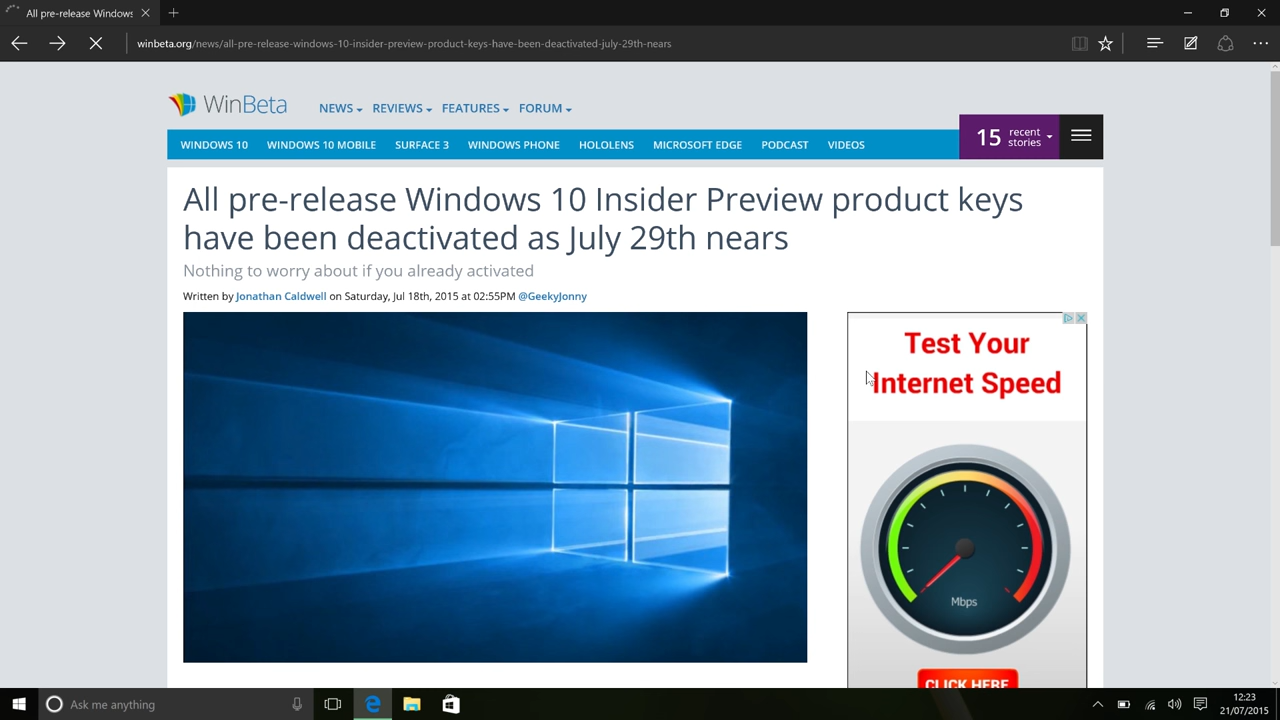 All pre-release Windows
winbeta.org/news/all-pre-release-windows-10-insider-preview-product-keys-have-been-deactivated-july-29th-nears
WinBeta
NEWS REVIEWS FEATURES FORUM
WINDOWS 10 WINDOWS 10 MOBILE SURFACE 3 WINDOWS PHONE HOLOLENS MICROSOFT EDGE PODCAST VIDEOS
15 recent stories
All pre-release Windows 10 Insider Preview product keys
have been deactivated as July 29th nears
Nothing to worry about if you already activated
Written by Jonathan Caldwell on Saturday, Jul 18th, 2015 at 02:55PM @GeekyJonny
Test Your
Internet Speed
Mbps
CLICK HERE
Ask me anything
12:23
21/07/2015